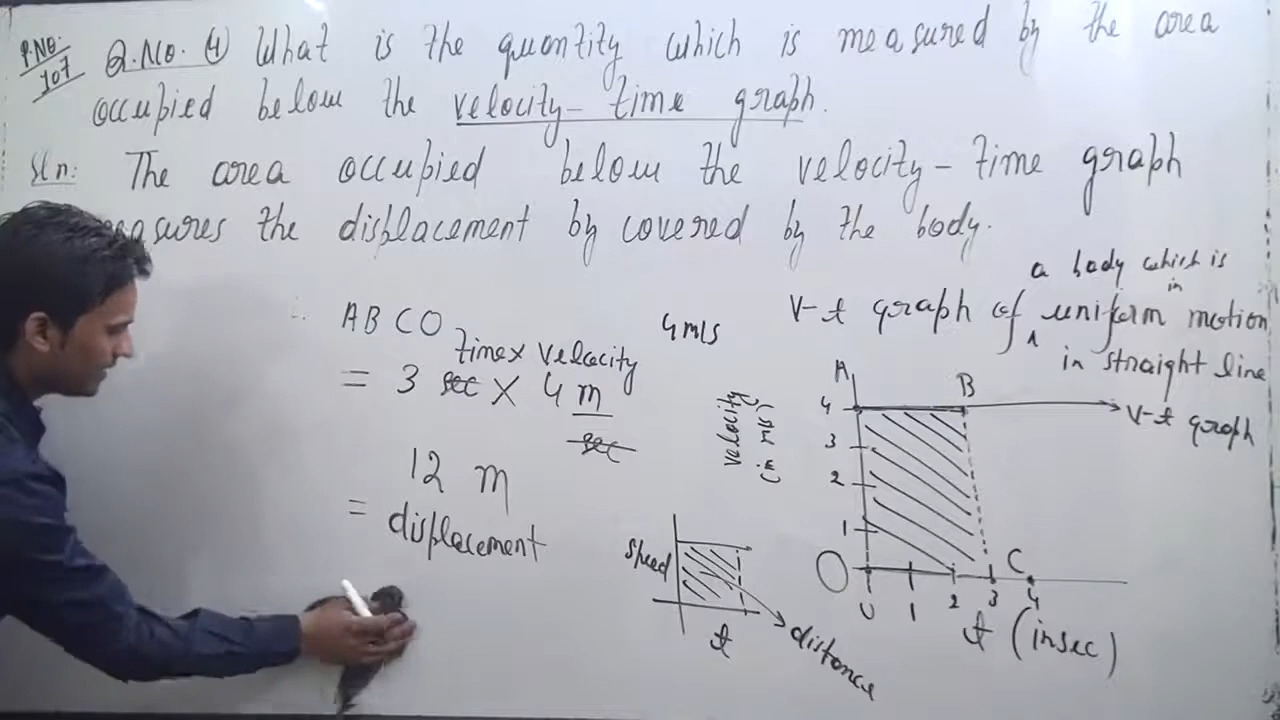 P.NO.
107
Q.NO. (4) What is the quantity which is measured by the area
occupied below the velocity-time graph.
Sln: The area occupied below the velocity-time graph
measures the displacement by covered by the body.
∴ ABCO
time x velocity
= 3 sec X 4 m
sec
12 m
= displacement
4 m/s
a body which is
in
V-t graph of ∧ uniform motion
in straight line
A
B
V-t graph
velocity
(in m/s)
4
3
2
1
O
C
0 1 2 3 4
t (in sec)
speed
t
distance